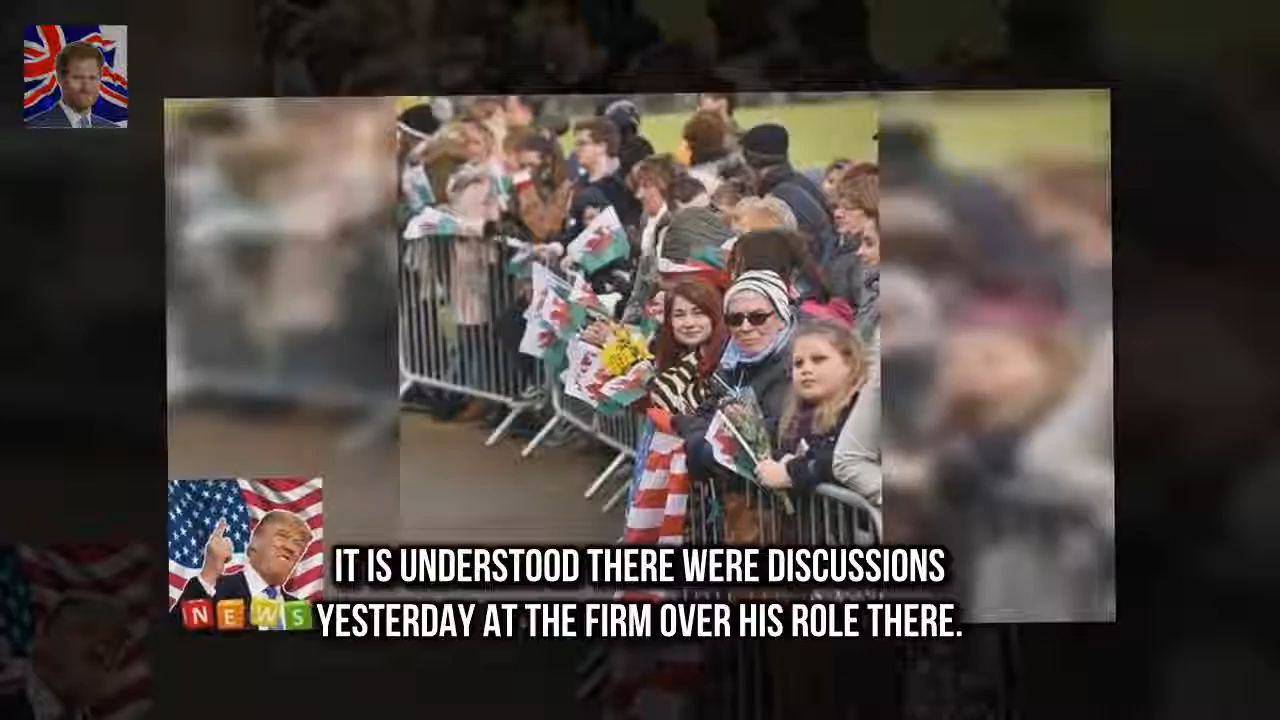 IT IS UNDERSTOOD THERE WERE DISCUSSIONS
NEWS
YESTERDAY AT THE FIRM OVER HIS ROLE THERE.